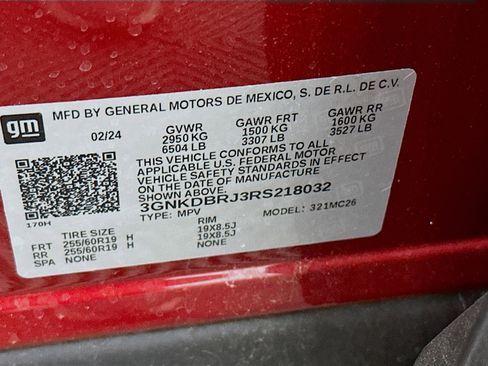 MFD BY GENERAL MOTORS DE MEXICO, S. DE R.L. DE C.V.
gm
02/24 GVWR GAWR FRT GAWR RR
2950 KG 1500 KG 1600 KG
6504 LB 3307 LB 3527 LB
THIS VEHICLE CONFORMS TO ALL
APPLICABLE U.S. FEDERAL MOTOR
VEHICLE SAFETY STANDARDS IN EFFECT
ON THE DATE OF MANUFACTURE
SHOWN ABOVE.
3GNKDBRJ3RS218032
170H
TYPE: MPV MODEL: 321MC26
TIRE SIZE RIM
FRT 255/60R19 H 19X8.5J
RR 255/60R19 H 19X8.5J
SPA NONE NONE